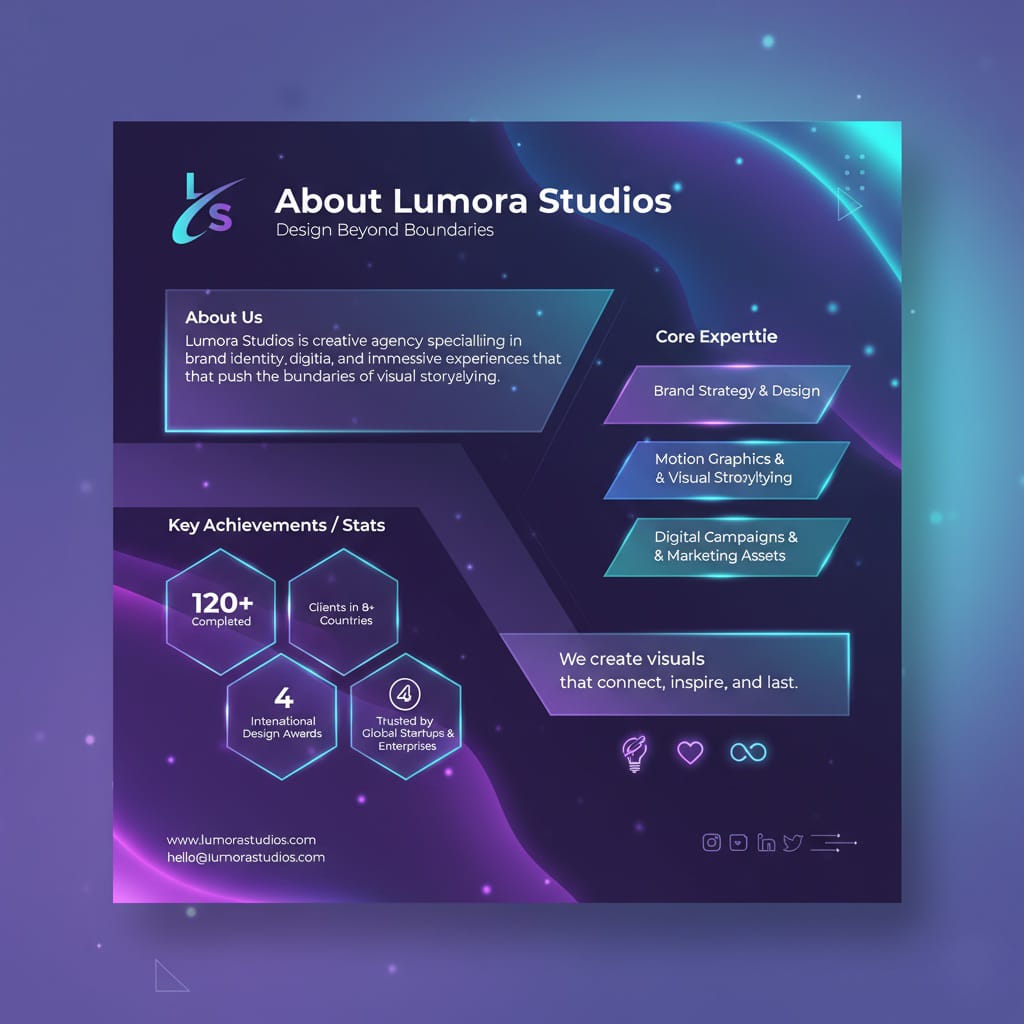 LS
About Lumora Studios
Design Beyond Boundaries
About Us
Lumora Studios is creative agency specialling in
brand identity, digitia, and immessive experiences that
that push the bundaries of visual storyelying.
Core Experttie
Brand Strategy & Design
Motion Graphics &
& Visual Strozyltying
Digital Campaigns &
& Marketing Assets
Key Achievements / Stats
120+
Completed
Clients in 8+
Countries
4
Intenational
Design Awerds
4
Trusted by
Global Startups &
Enterprises
We create visuals
that connect, inspire, and last.
www.lumorastudios.com
hello@lumorastudios.com